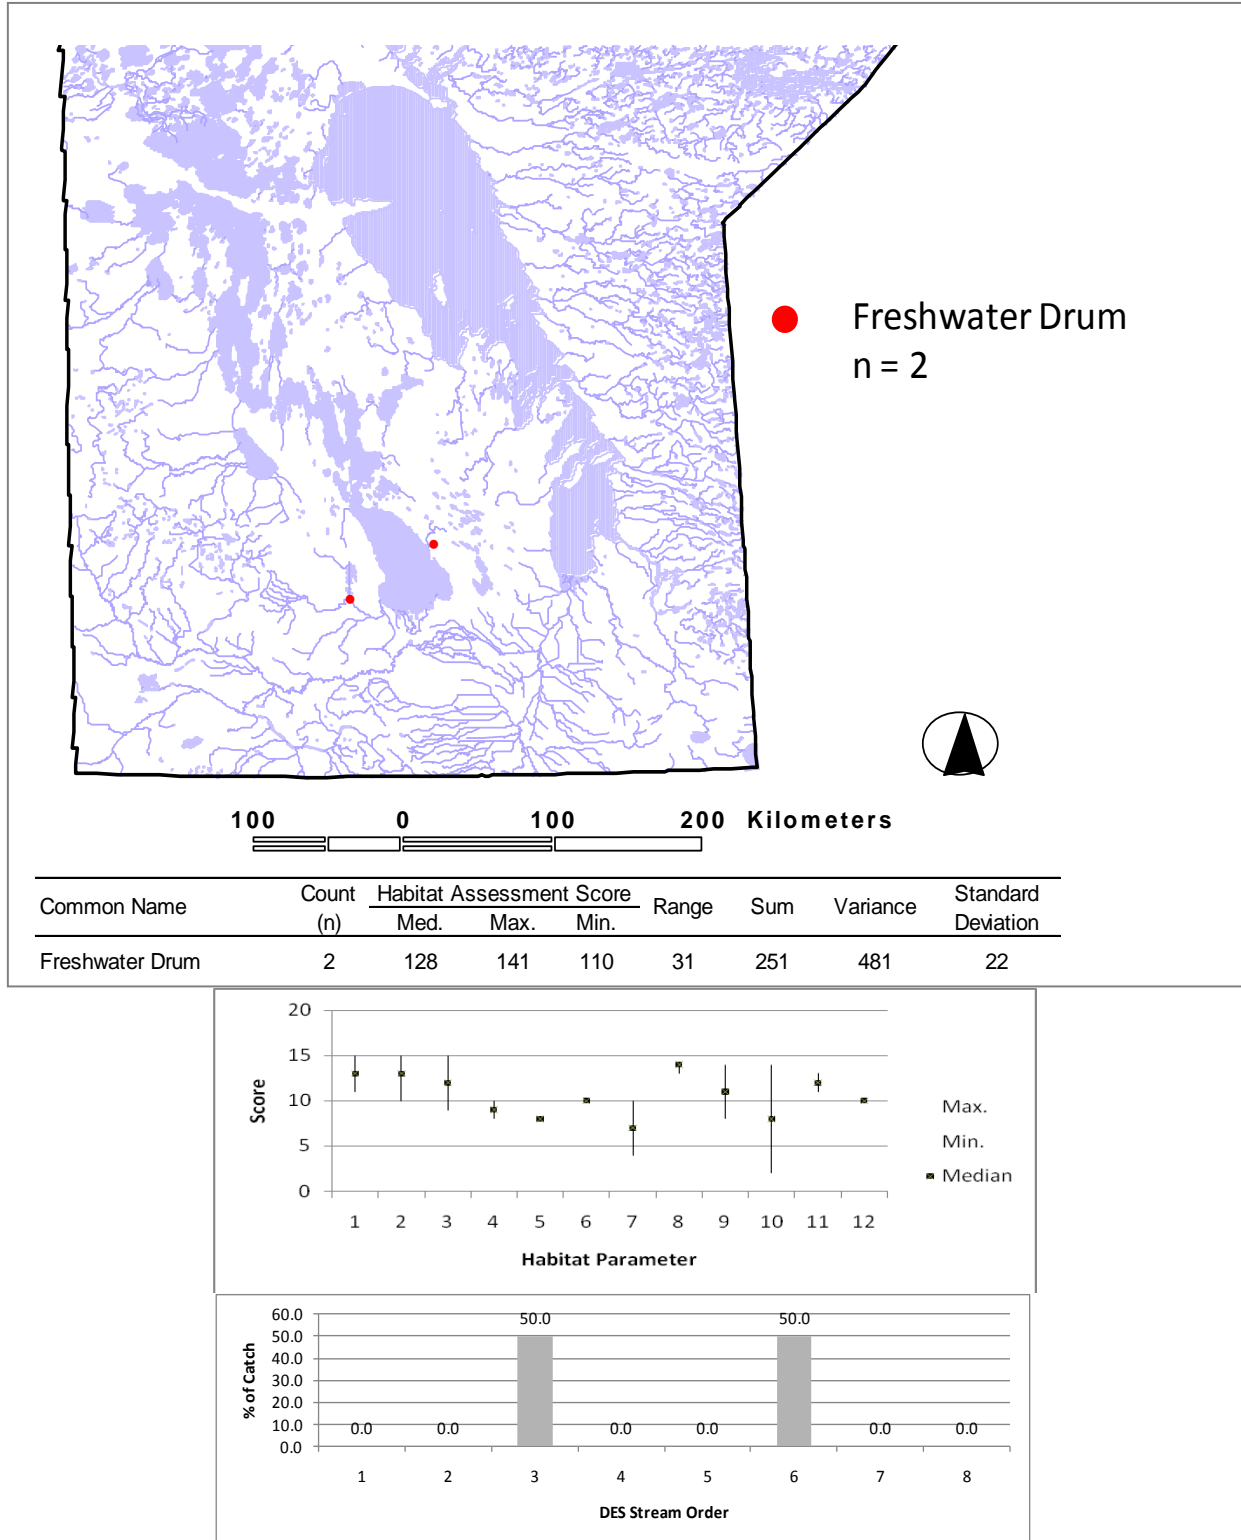 Freshwater Drum
n = 2
100 0 100 200 Kilometers
Common Name Count (n) Habitat Assessment Score Med. Max. Min. Range Sum Variance Standard Deviation
Freshwater Drum 2 128 141 110 31 251 481 22
20
15
10
5
0
Score
1 2 3 4 5 6 7 8 9 10 11 12
Habitat Parameter
Max.
Min.
Median
60.0
50.0
40.0
30.0
20.0
10.0
0.0
% of Catch
0.0 0.0 50.0 0.0 0.0 50.0 0.0 0.0
1 2 3 4 5 6 7 8
DES Stream Order